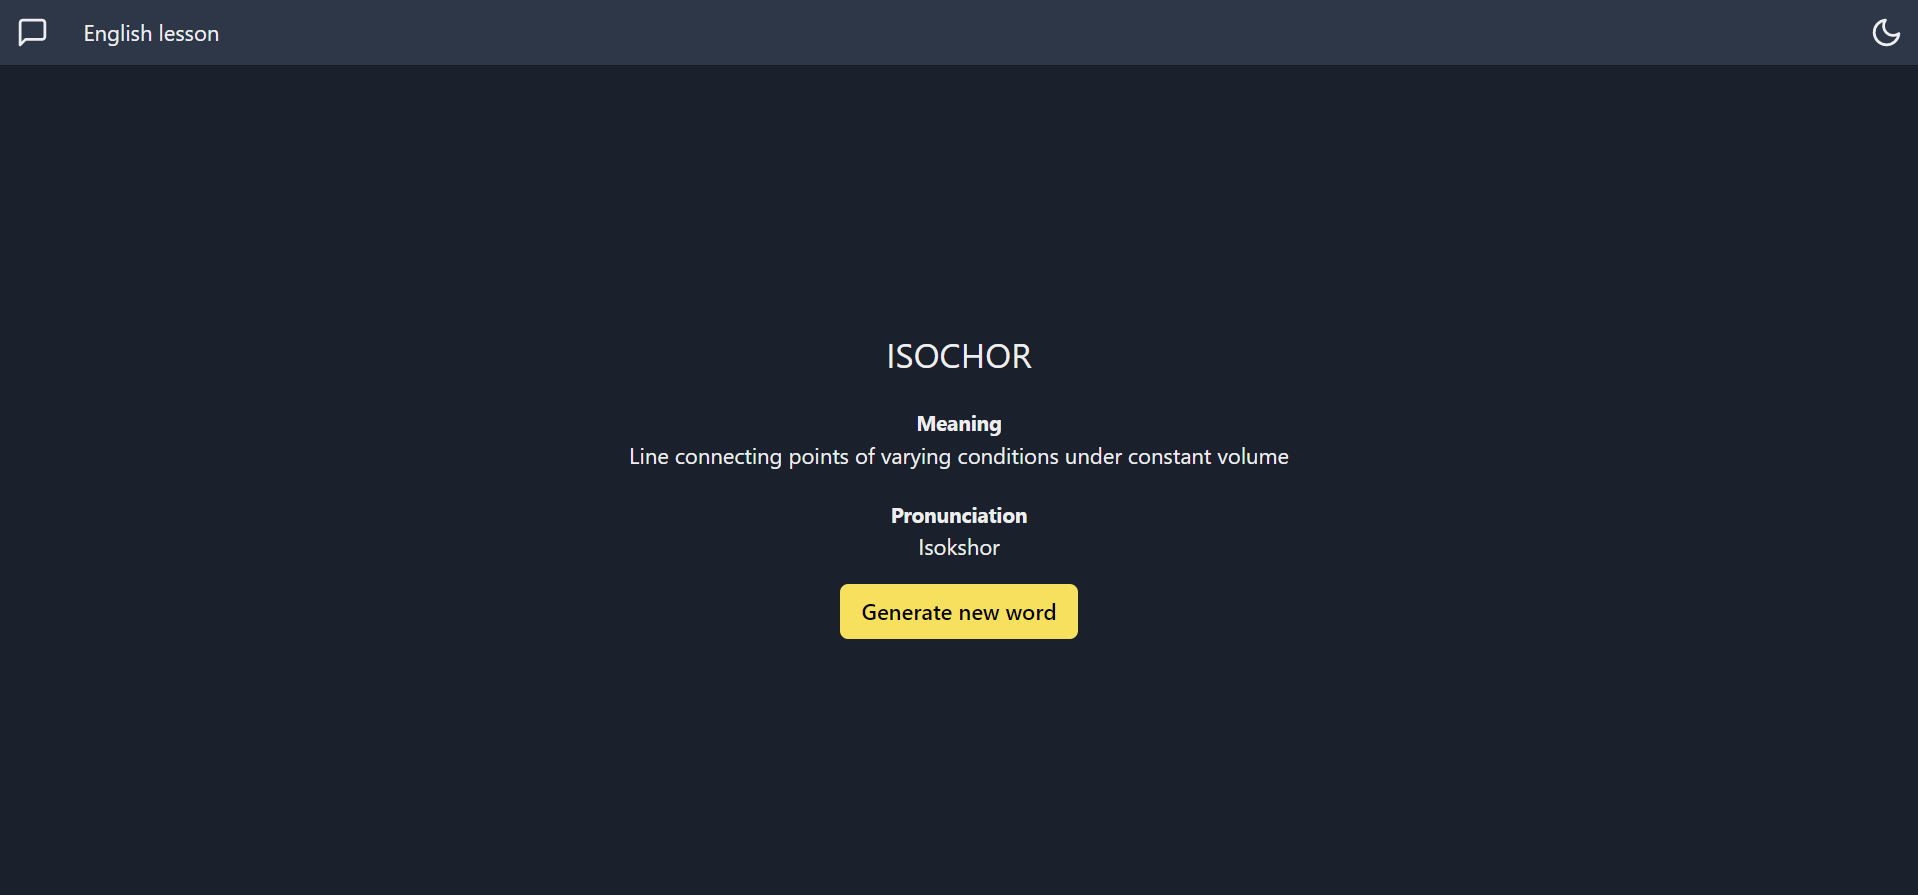 English lesson
ISOCHOR
Meaning
Line connecting points of varying conditions under constant volume
Pronunciation
Isokshor
Generate new word